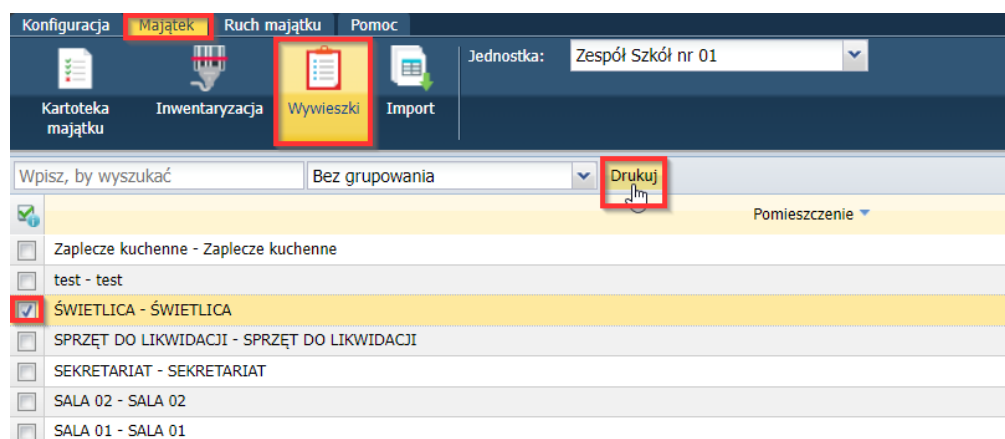 Konfiguracja Majątek Ruch majątku Pomoc
Kartoteka majątku Inwentaryzacja Wywieszki Import Jednostka: Zespół Szkół nr 01
Wpisz, by wyszukać Bez grupowania Drukuj
Pomieszczenie
Zaplecze kuchenne - Zaplecze kuchenne
test - test
ŚWIETLICA - ŚWIETLICA
SPRZĘT DO LIKWIDACJI - SPRZĘT DO LIKWIDACJI
SEKRETARIAT - SEKRETARIAT
SALA 02 - SALA 02
SALA 01 - SALA 01